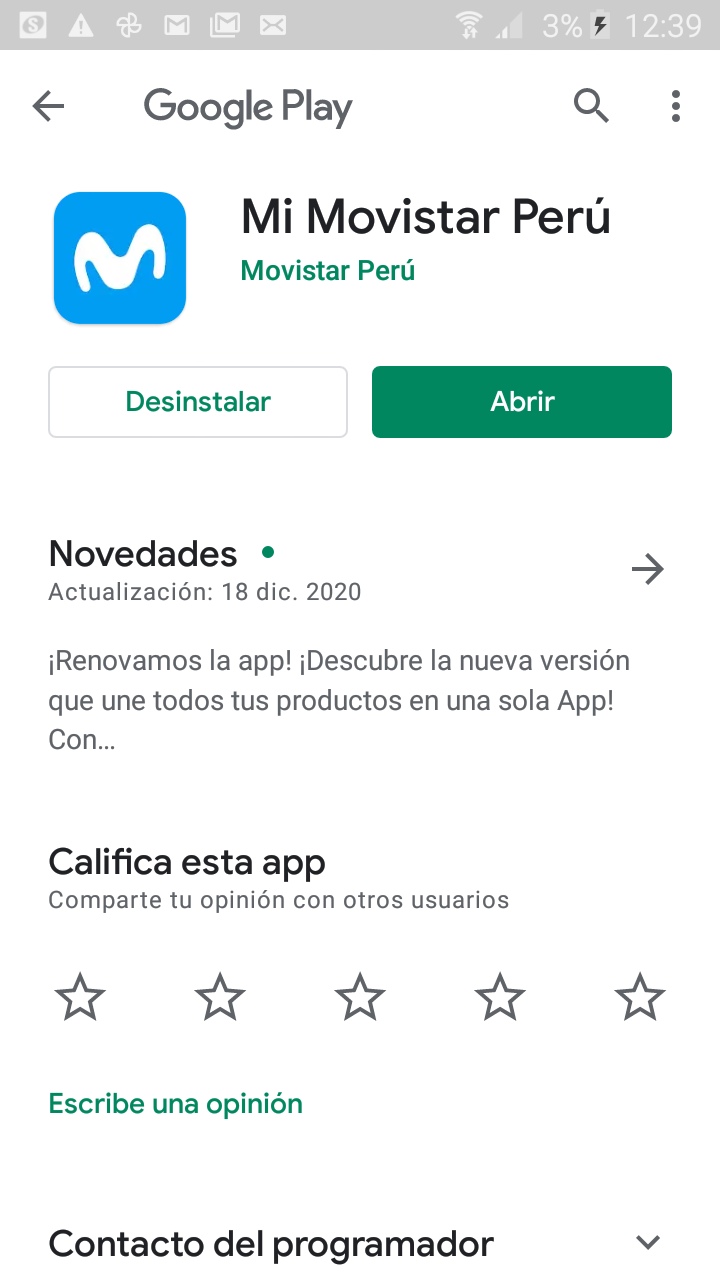 3% 12:39
Google Play
Mi Movistar Perú
Movistar Perú
Desinstalar Abrir
Novedades
Actualización: 18 dic. 2020
¡Renovamos la app! ¡Descubre la nueva versión
que une todos tus productos en una sola App!
Con...
Califica esta app
Comparte tu opinión con otros usuarios
Escribe una opinión
Contacto del programador